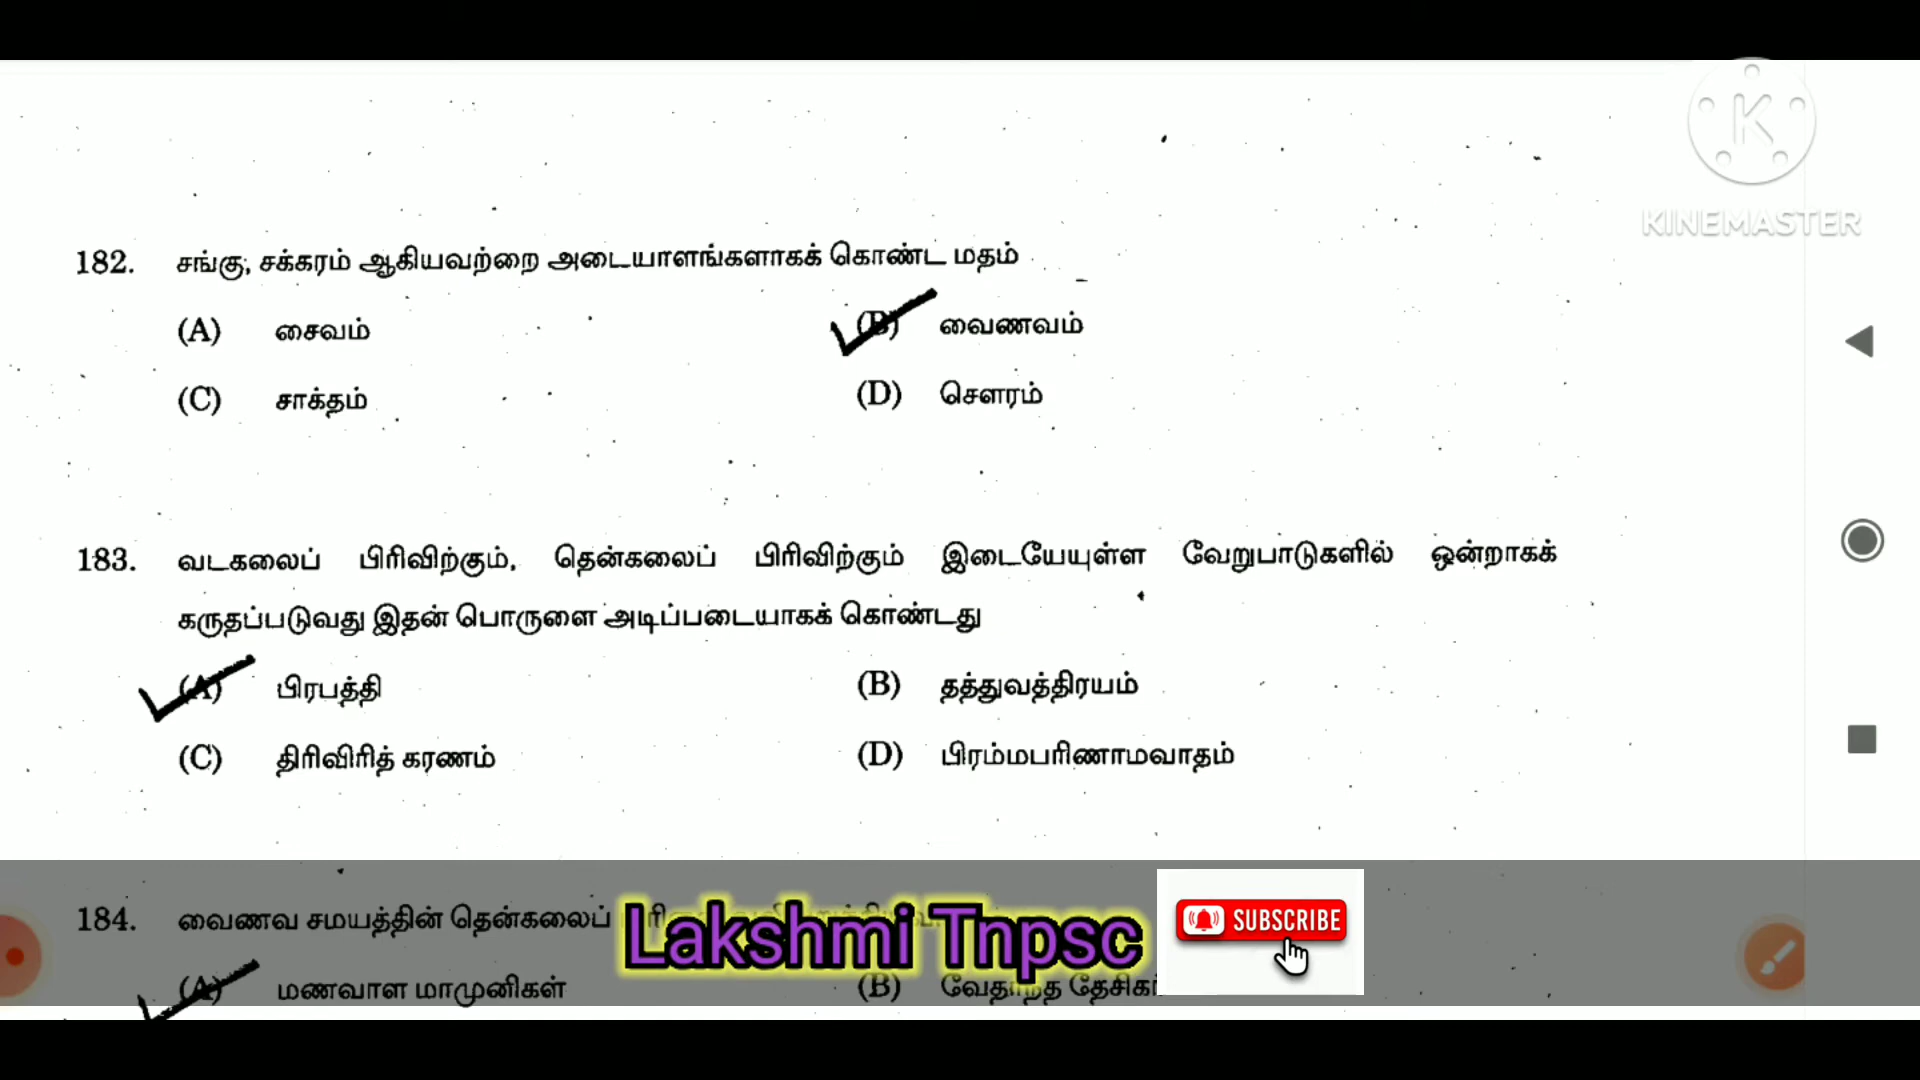 KINEMASTER
182. சங்கு, சக்கரம் ஆகியவற்றை அடையாளங்களாகக் கொண்ட மதம்
(A) சைவம் (B) வைணவம்
(C) சாக்தம் (D) சௌரம்
183. வடகலைப் பிரிவிற்கும், தென்கலைப் பிரிவிற்கும் இடையேயுள்ள வேறுபாடுகளில் ஒன்றாகக்
கருதப்படுவது இதன் பொருளை அடிப்படையாகக் கொண்டது
(A) பிரபத்தி (B) தத்துவத்திரயம்
(C) திரிவிரித் கரணம் (D) பிரம்மபரிணாமவாதம்
184. வைணவ சமயத்தின் தென்கலைப்
Lakshmi Tnpsc
SUBSCRIBE
(A) மணவாள மாமுனிகள் (B) வேதாந்த தேசிகர்